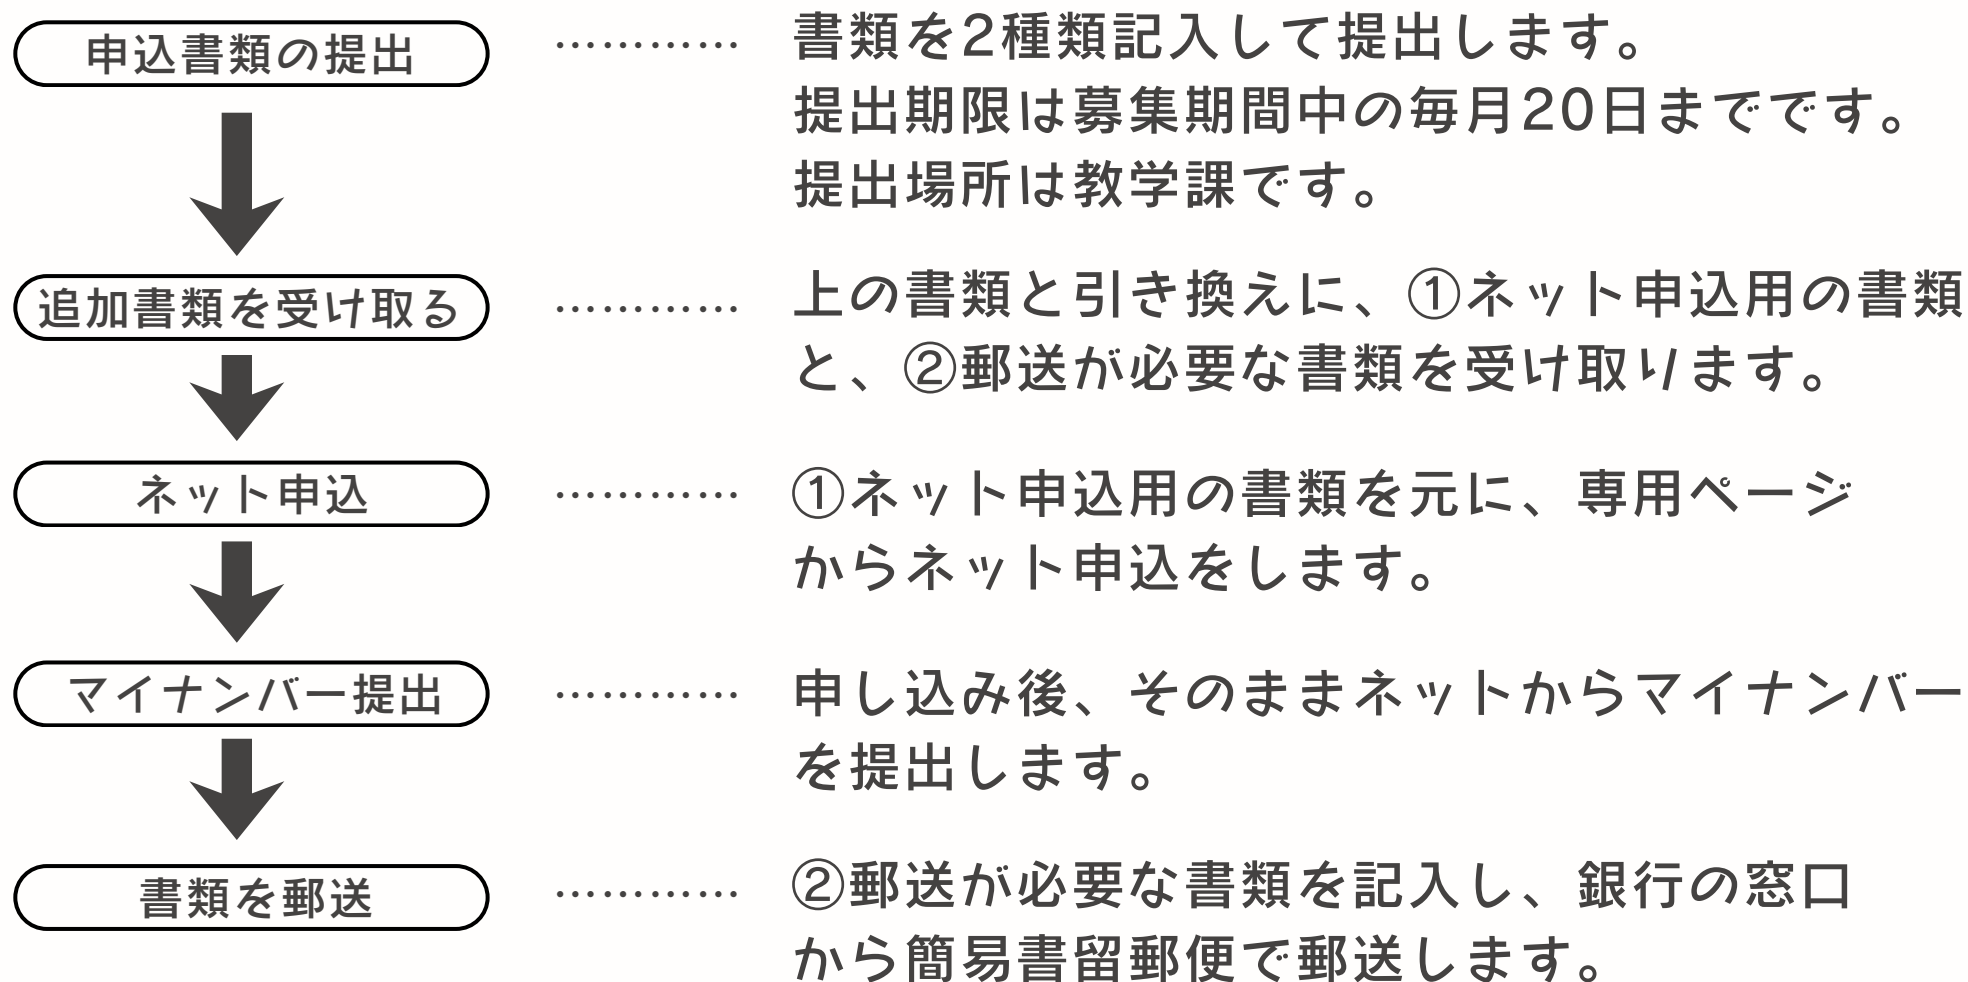 申込書類の提出
…………
書類を2種類記入して提出します。
提出期限は募集期間中の毎月20日までです。
提出場所は教学課です。
追加書類を受け取る
…………
上の書類と引き換えに、①ネット申込用の書類
と、②郵送が必要な書類を受け取ります。
ネット申込
…………
①ネット申込用の書類を元に、専用ページ
からネット申込をします。
マイナンバー提出
…………
申し込み後、そのままネットからマイナンバー
を提出します。
書類を郵送
…………
②郵送が必要な書類を記入し、銀行の窓口
から簡易書留郵便で郵送します。